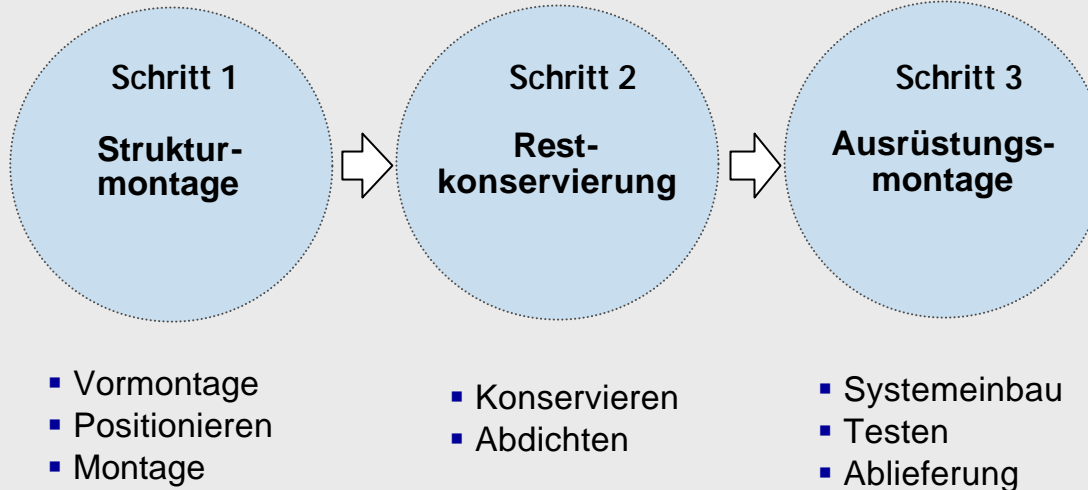 Schritt 1
Struktur-
montage
Schritt 2
Rest-
konservierung
Schritt 3
Ausrüstungs-
montage
▪ Vormontage
▪ Positionieren
▪ Montage
▪ Konservieren
▪ Abdichten
▪ Systemeinbau
▪ Testen
▪ Ablieferung